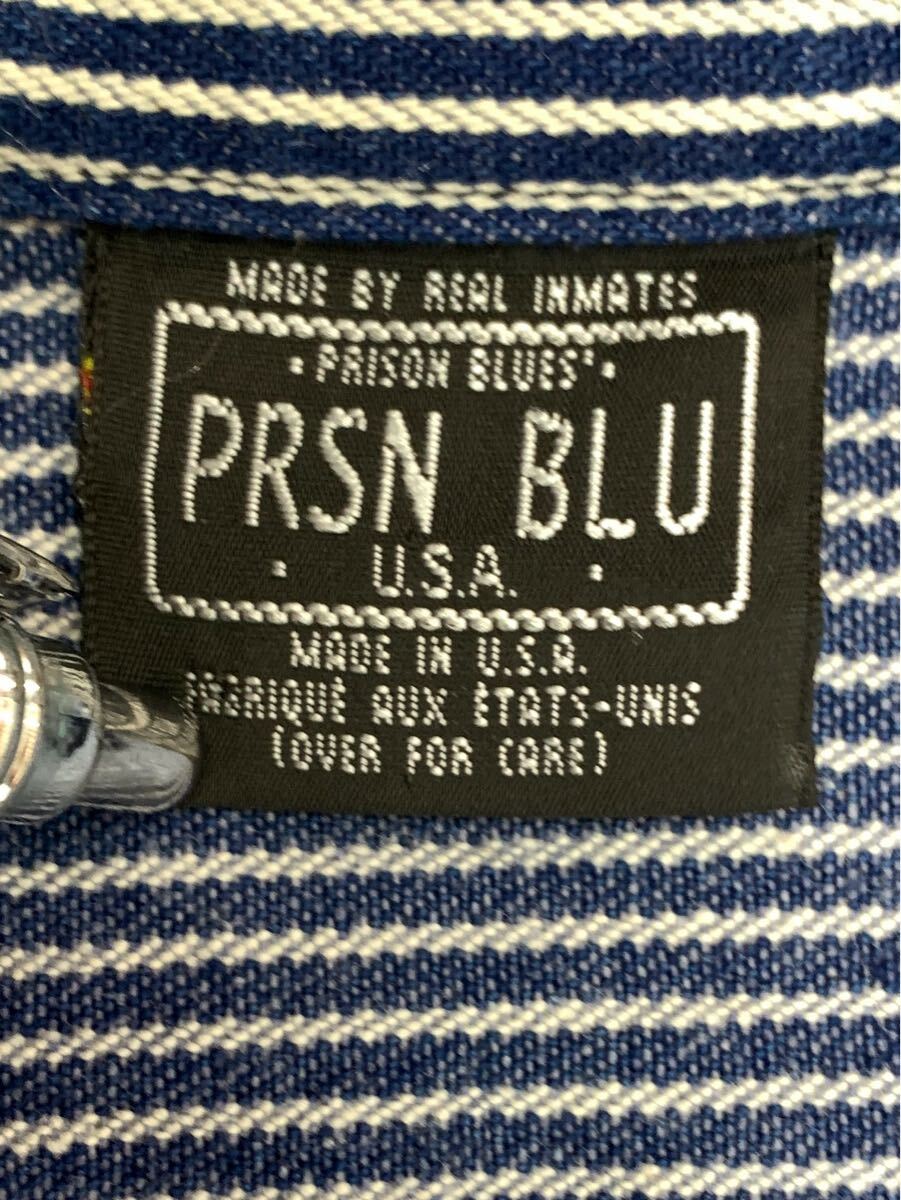 MADE BY REAL INMATES
· PRISON BLUES' ·
PRSN BLU
· U.S.A. ·
MADE IN U.S.A.
FABRIQUÉ AUX ÉTATS-UNIS
(OVER FOR CARE)